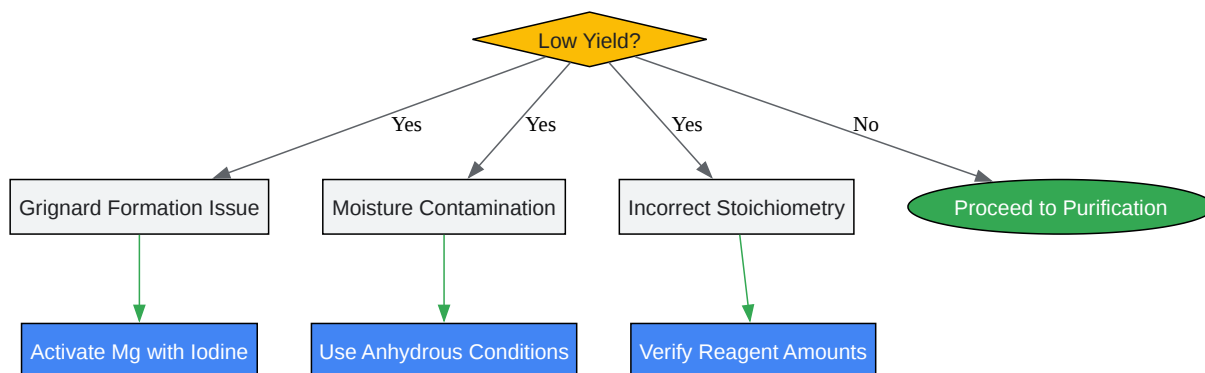 Low Yield?
Yes
Yes
Yes
No
Grignard Formation Issue
Moisture Contamination
Incorrect Stoichiometry
Proceed to Purification
Activate Mg with Iodine
Use Anhydrous Conditions
Verify Reagent Amounts